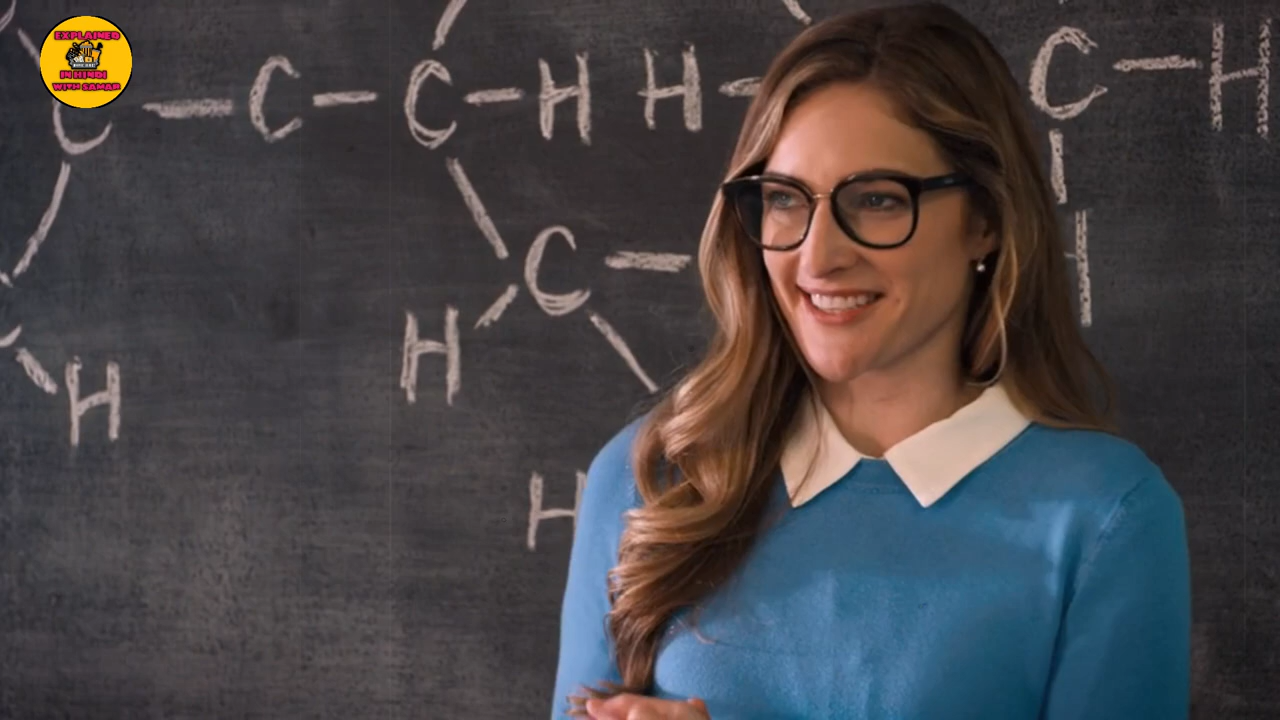 EXPLAINED
IN HINDI
WITH SAMAR
C — C — C — H H — C — H
C —
H
H
H